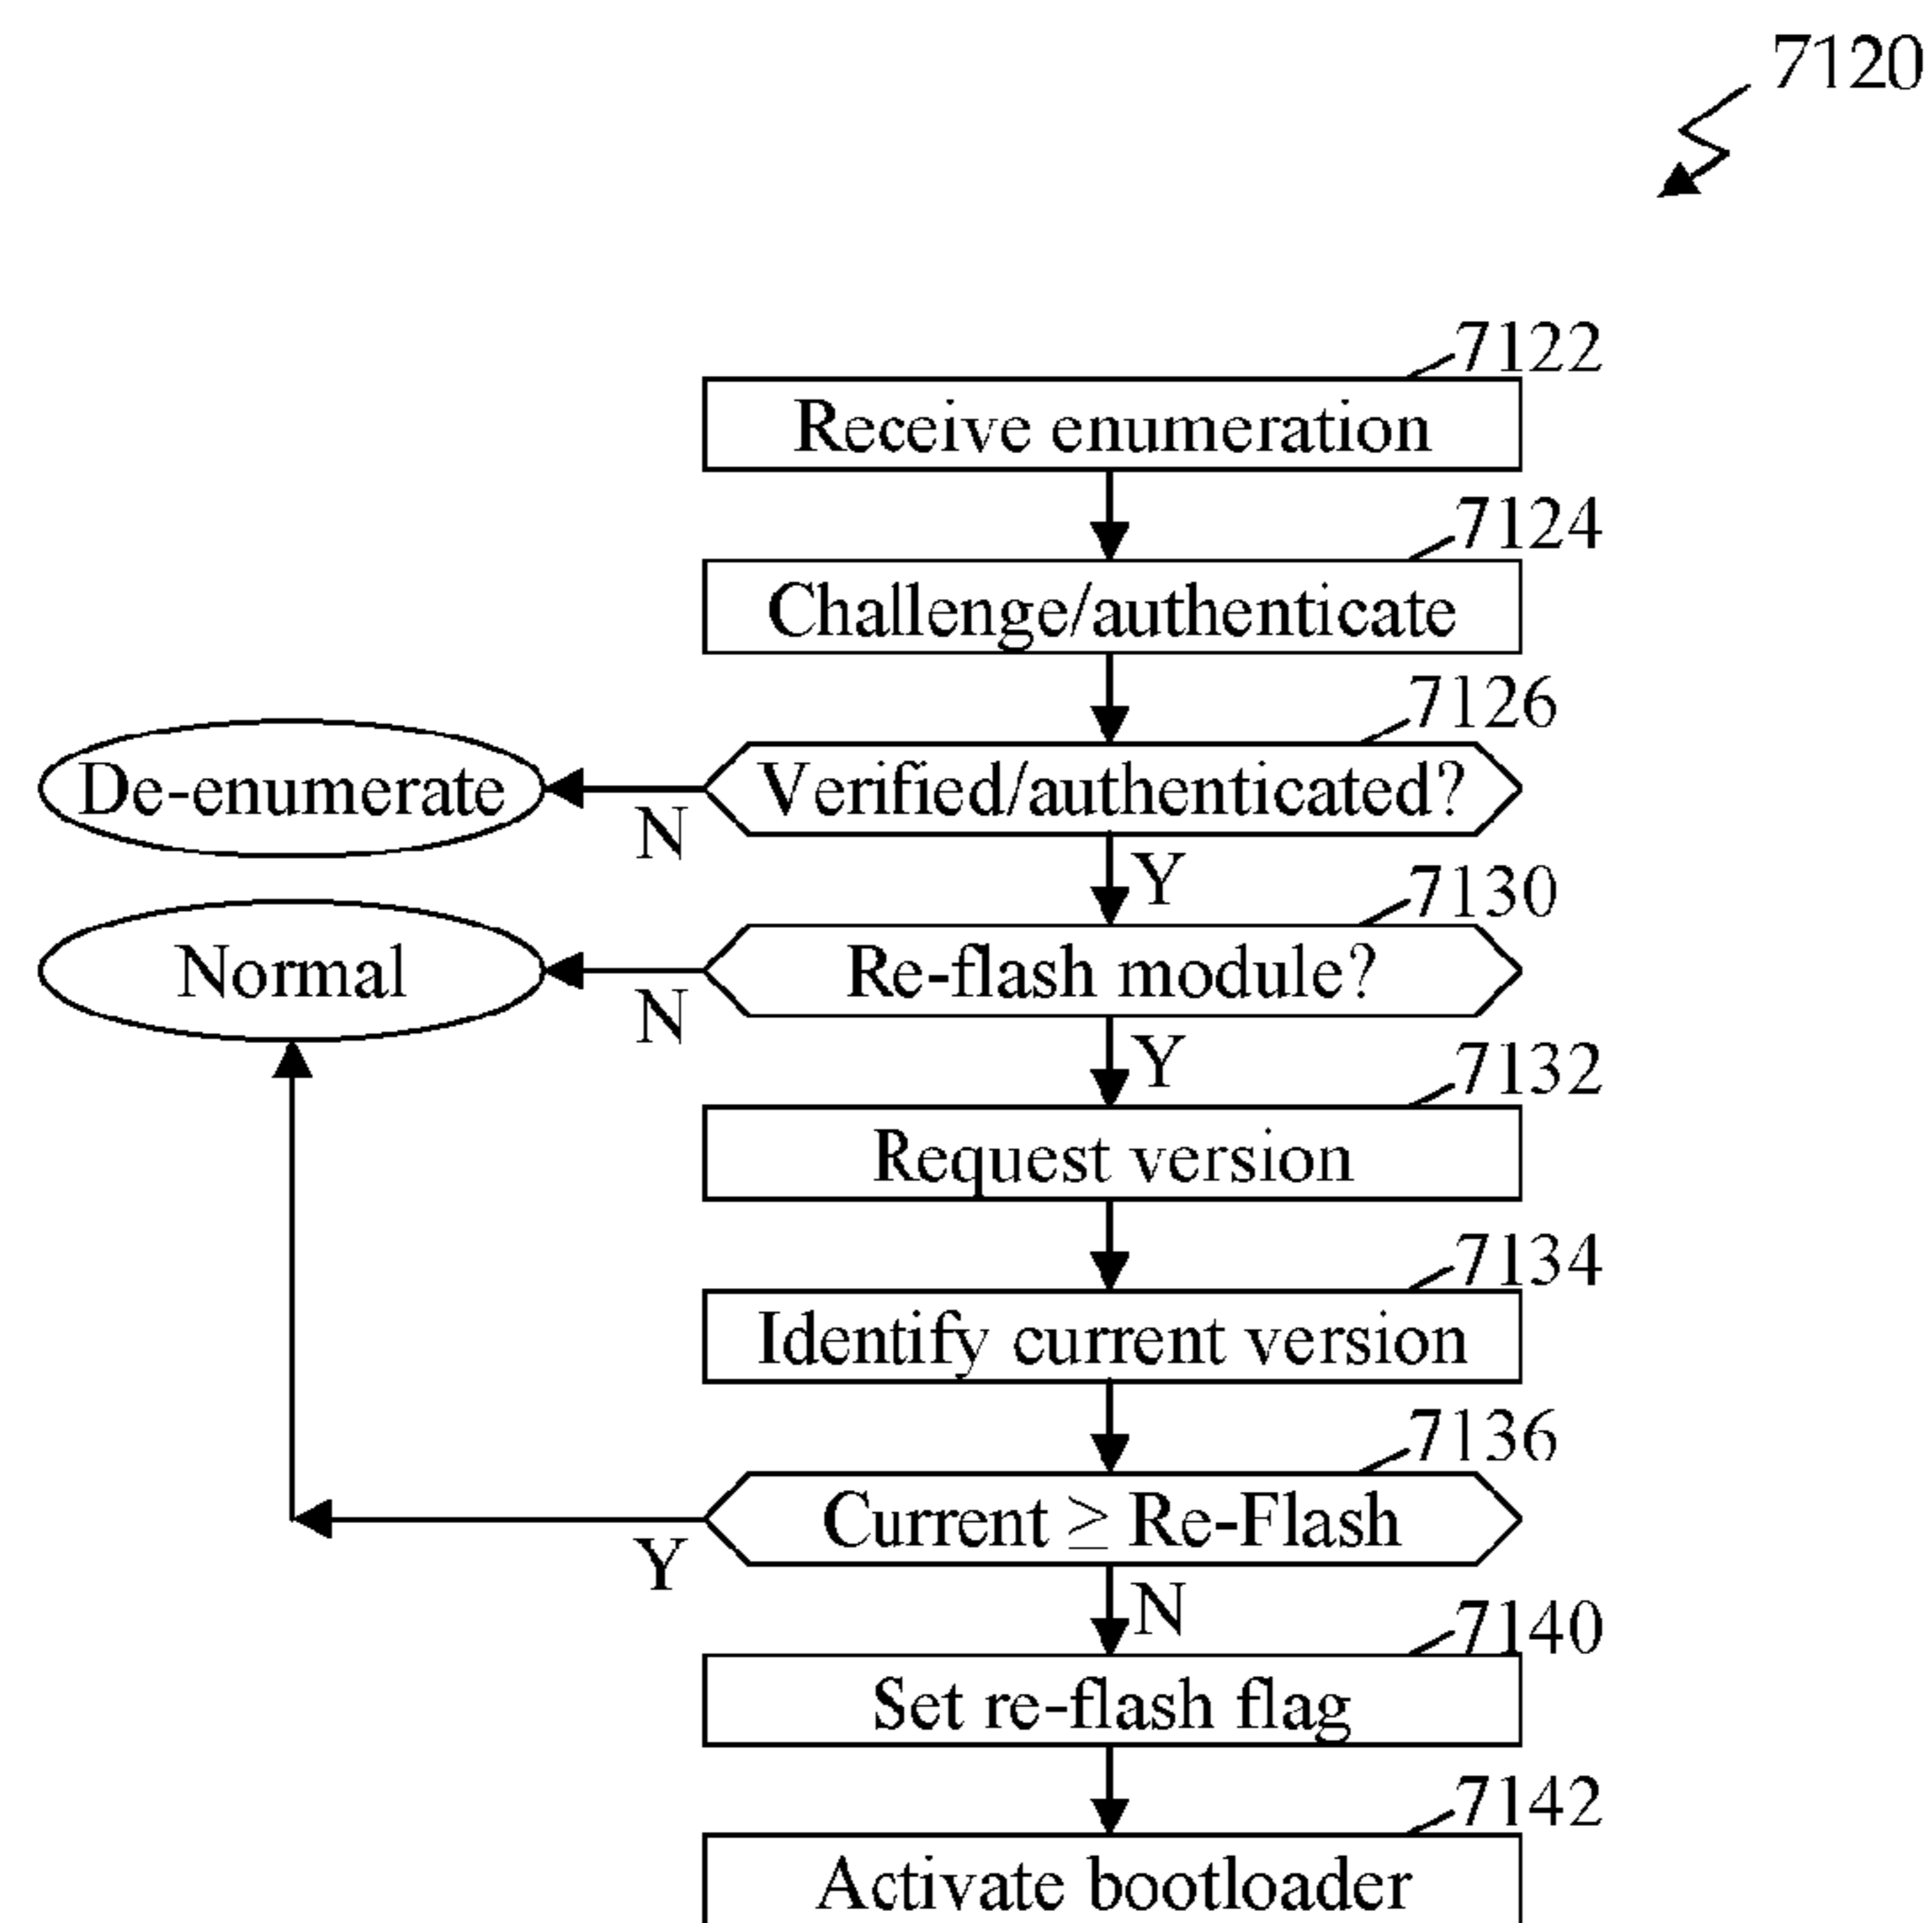 7120
7122
Receive enumeration
7124
Challenge/authenticate
7126
De-enumerate
N
Verified/authenticated?
Y
7130
Normal
N
Re-flash module?
Y
7132
Request version
7134
Identify current version
7136
Current ≥ Re-Flash
Y
N
7140
Set re-flash flag
7142
Activate bootloader